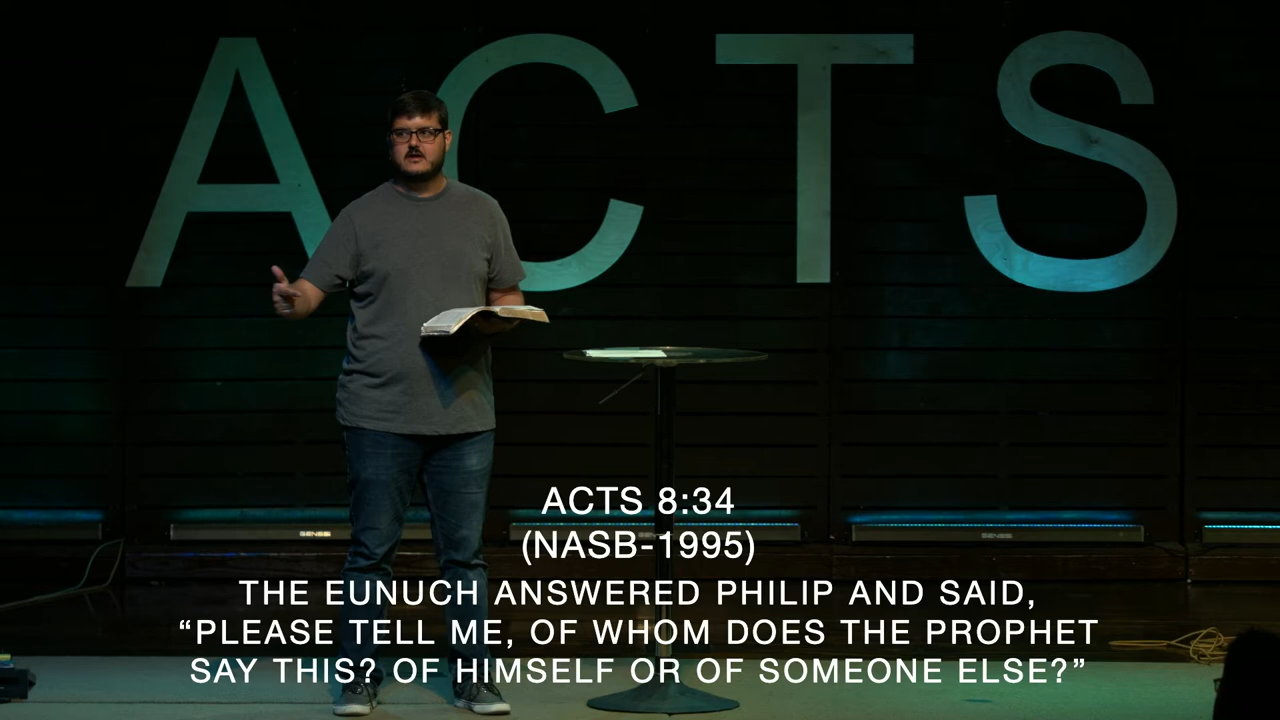 ACTS
ACTS 8:34
(NASB-1995)
THE EUNUCH ANSWERED PHILIP AND SAID,
“PLEASE TELL ME, OF WHOM DOES THE PROPHET
SAY THIS? OF HIMSELF OR OF SOMEONE ELSE?”